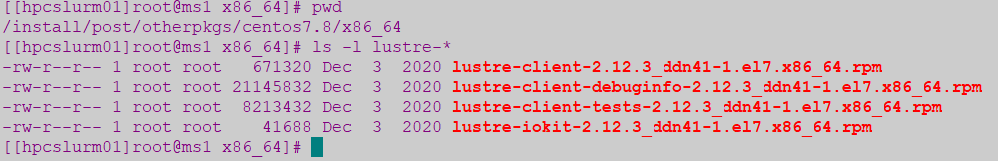 [[hpcslurm01]root@ms1 x86_64]# pwd
/install/post/otherpkgs/centos7.8/x86_64
[[hpcslurm01]root@ms1 x86_64]# ls -l lustre-*
-rw-r--r-- 1 root root   671320 Dec  3  2020 lustre-client-2.12.3_ddn41-1.el7.x86_64.rpm
-rw-r--r-- 1 root root 21145832 Dec  3  2020 lustre-client-debuginfo-2.12.3_ddn41-1.el7.x86_64.rpm
-rw-r--r-- 1 root root  8213432 Dec  3  2020 lustre-client-tests-2.12.3_ddn41-1.el7.x86_64.rpm
-rw-r--r-- 1 root root    41688 Dec  3  2020 lustre-iokit-2.12.3_ddn41-1.el7.x86_64.rpm
[[hpcslurm01]root@ms1 x86_64]#